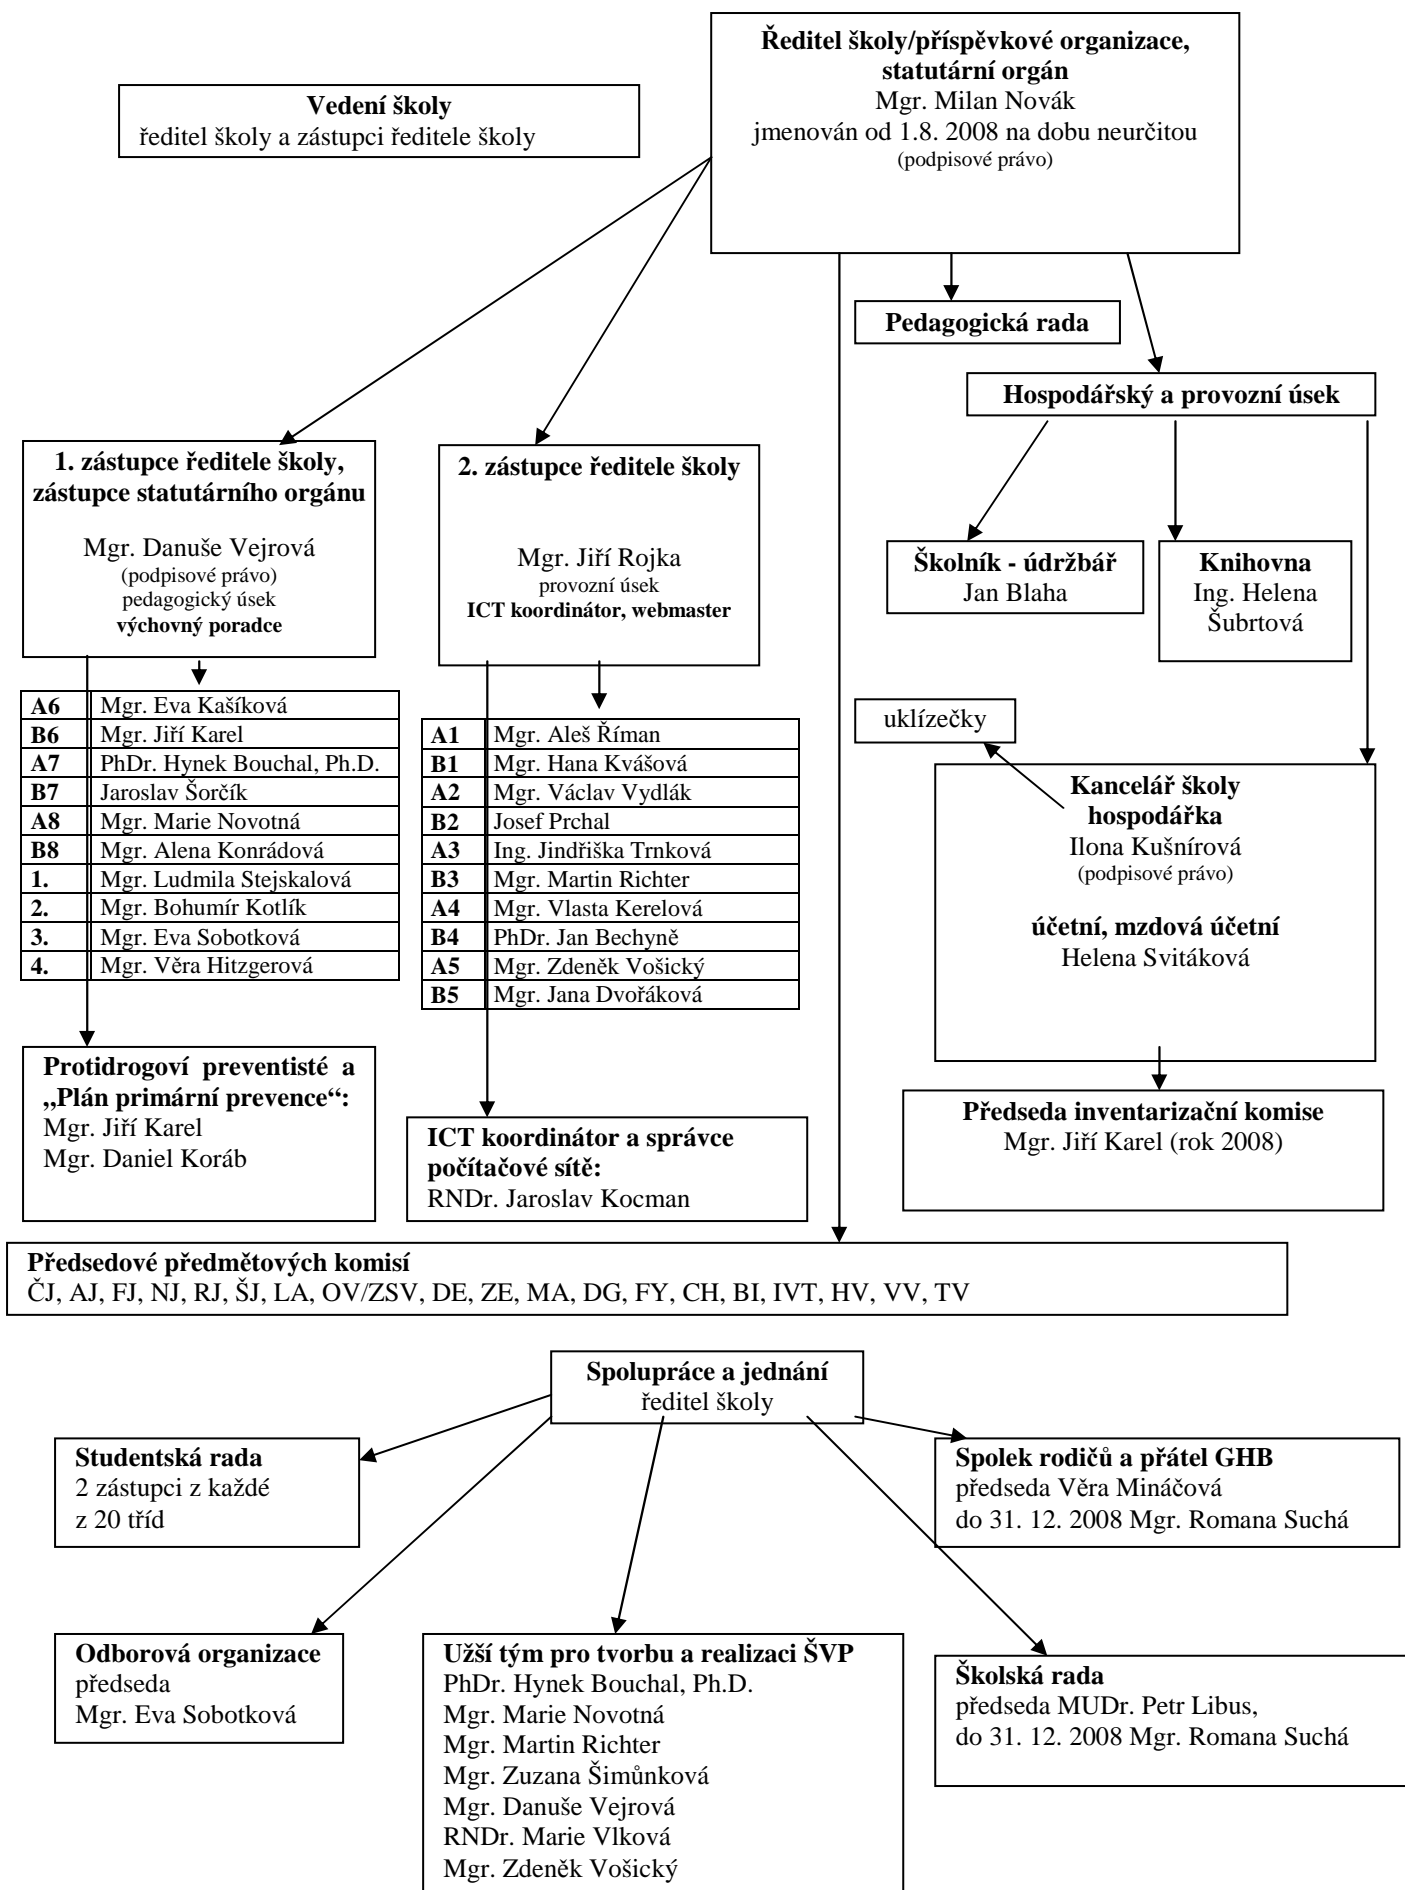 Ředitel školy/příspěvkové organizace,
statutární orgán
Mgr. Milan Novák
jmenován od 1.8. 2008 na dobu neurčitou
(podpisové právo)
Vedení školy
ředitel školy a zástupci ředitele školy
Pedagogická rada
Hospodářský a provozní úsek
1. zástupce ředitele školy,
zástupce statutárního orgánu
Mgr. Danuše Vejrová
(podpisové právo)
pedagogický úsek
výchovný poradce
2. zástupce ředitele školy
Mgr. Jiří Rojka
provozní úsek
ICT koordinátor, webmaster
Školník - údržbář
Jan Blaha
Knihovna
Ing. Helena
Šubrtová
A6 Mgr. Eva Kašíková
B6 Mgr. Jiří Karel
A7 PhDr. Hynek Bouchal, Ph.D.
B7 Jaroslav Šorčík
A8 Mgr. Marie Novotná
B8 Mgr. Alena Konrádová
1. Mgr. Ludmila Stejskalová
2. Mgr. Bohumír Kotlík
3. Mgr. Eva Sobotková
4. Mgr. Věra Hitzgerová
A1 Mgr. Aleš Říman
B1 Mgr. Hana Kvášová
A2 Mgr. Václav Vydlák
B2 Josef Prchal
A3 Ing. Jindřiška Trnková
B3 Mgr. Martin Richter
A4 Mgr. Vlasta Kerelová
B4 PhDr. Jan Bechyně
A5 Mgr. Zdeněk Vošický
B5 Mgr. Jana Dvořáková
uklízečky
Kancelář školy
hospodářka
Ilona Kušnírová
(podpisové právo)
účetní, mzdová účetní
Helena Svitáková
Protidrogoví preventisté a
„Plán primární prevence“:
Mgr. Jiří Karel
Mgr. Daniel Koráb
ICT koordinátor a správce
počítačové sítě:
RNDr. Jaroslav Kocman
Předseda inventarizační komise
Mgr. Jiří Karel (rok 2008)
Předsedové předmětových komisí
ČJ, AJ, FJ, NJ, RJ, ŠJ, LA, OV/ZSV, DE, ZE, MA, DG, FY, CH, BI, IVT, HV, VV, TV
Spolupráce a jednání
ředitel školy
Studentská rada
2 zástupci z každé
z 20 tříd
Spolek rodičů a přátel GHB
předseda Věra Mináčová
do 31. 12. 2008 Mgr. Romana Suchá
Odborová organizace
předseda
Mgr. Eva Sobotková
Užší tým pro tvorbu a realizaci ŠVP
PhDr. Hynek Bouchal, Ph.D.
Mgr. Marie Novotná
Mgr. Martin Richter
Mgr. Zuzana Šimůnková
Mgr. Danuše Vejrová
RNDr. Marie Vlková
Mgr. Zdeněk Vošický
Školská rada
předseda MUDr. Petr Libus,
do 31. 12. 2008 Mgr. Romana Suchá